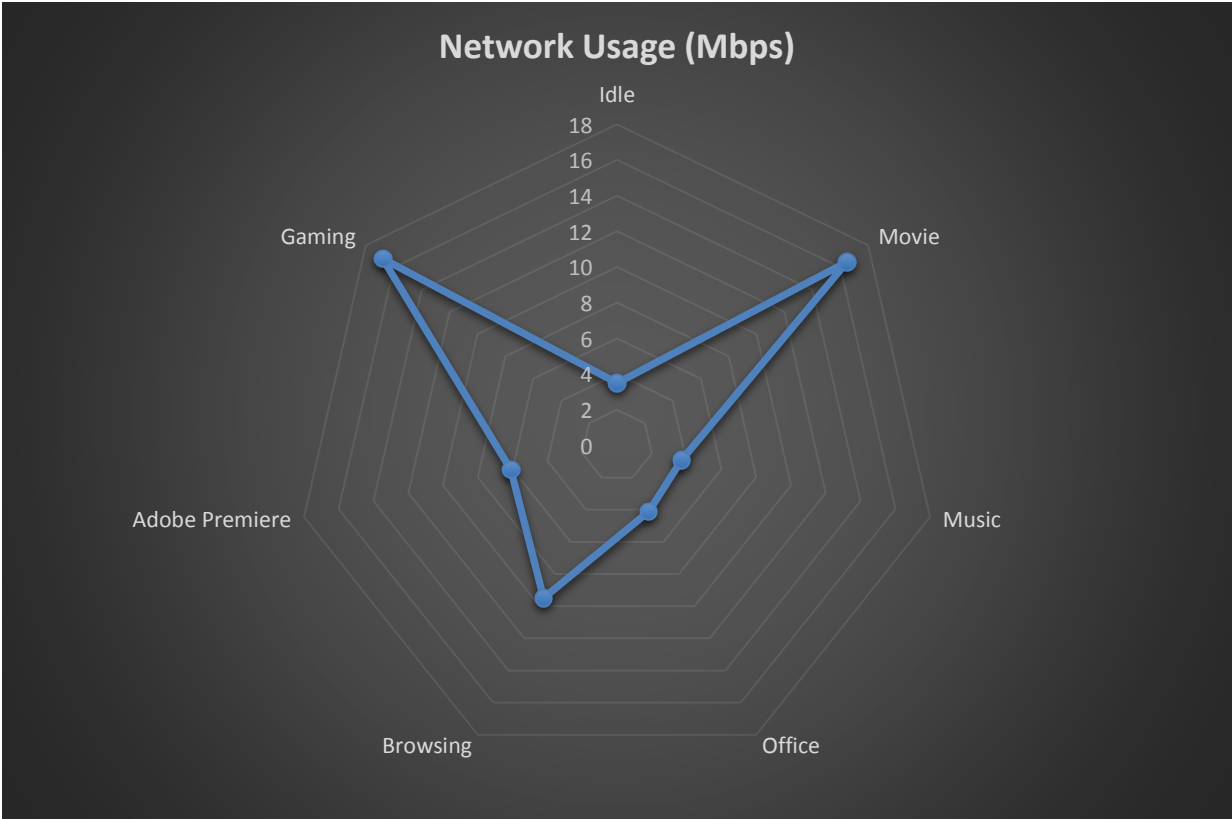 Network Usage (Mbps)
Idle
18
16
14
12
10
8
6
4
2
0
Gaming
Movie
Adobe Premiere
Music
Browsing
Office